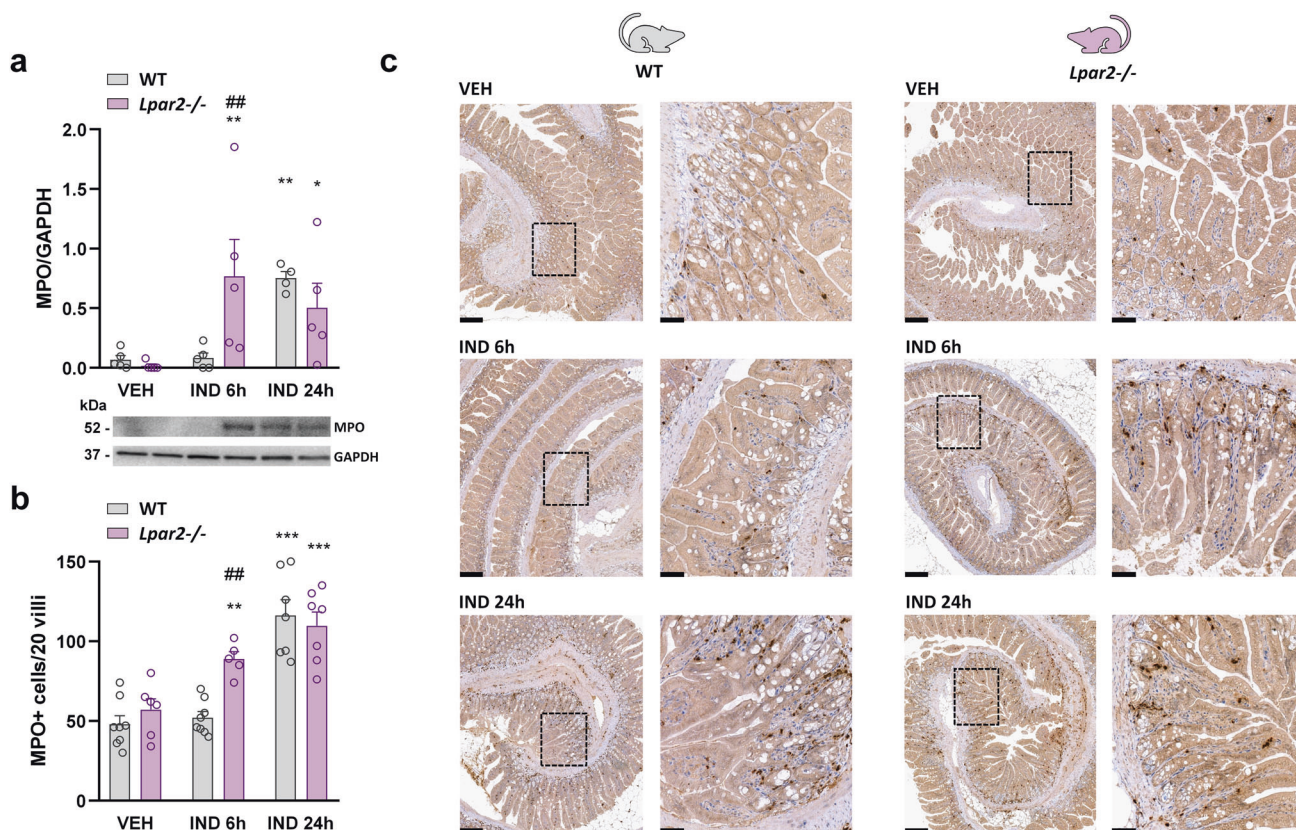 a
WT
Lpar2-/-
##
**
**
*
2.0
1.5
1.0
0.5
0.0
MPO/GAPDH
VEH IND 6h IND 24h
kDa
52 - MPO
37 - GAPDH
b
WT
Lpar2-/-
***
***
##
**
150
100
50
0
MPO+ cells/20 villi
VEH IND 6h IND 24h
c
WT
Lpar2-/-
VEH
VEH
IND 6h
IND 6h
IND 24h
IND 24h